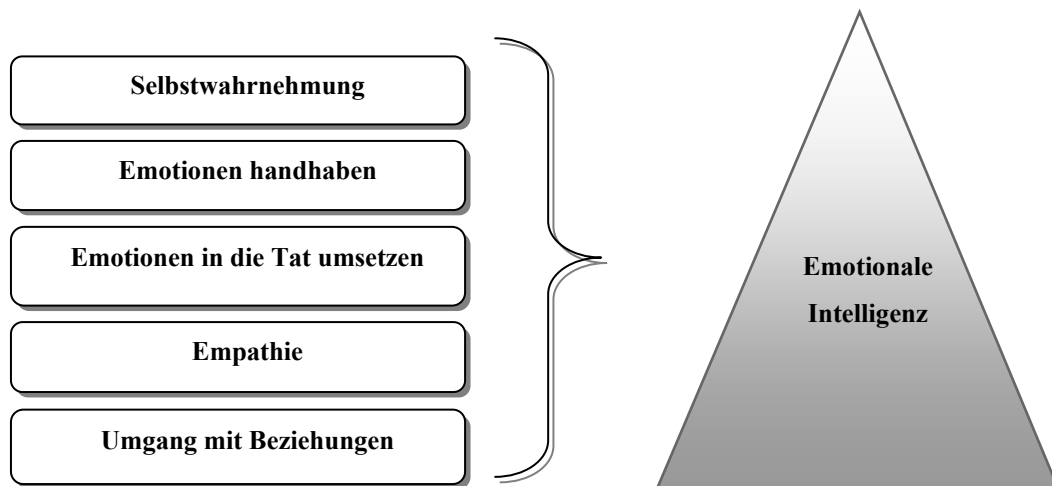 Selbstwahrnehmung
Emotionen handhaben
Emotionen in die Tat umsetzen
Empathie
Umgang mit Beziehungen
Emotionale
Intelligenz